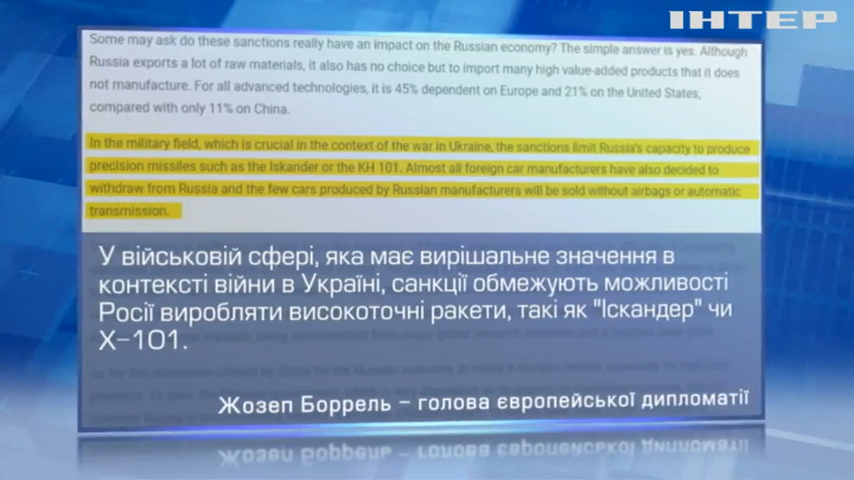 ІНТЕР
Some may ask do these sanctions really have an impact on the Russian economy? The simple answer is yes. Although
Russia exports a lot of raw materials, it also has no choice but to import many high value-added products that it does
not manufacture. For all advanced technologies, it is 45% dependent on Europe and 21% on the United States,
compared with only 11% on China.
In the military field, which is crucial in the context of the war in Ukraine, the sanctions limit Russia's capacity to produce
precision missiles such as the Iskander or the KH 101. Almost all foreign car manufacturers have also decided to
withdraw from Russia and the few cars produced by Russian manufacturers will be sold without airbags or automatic
transmission.
У військовій сфері, яка має вирішальне значення в
контексті війни в Україні, санкції обмежують можливості
Росії виробляти високоточні ракети, такі як "Іскандер" чи
Х–101.
Жозеп Боррель – голова європейської дипломатії